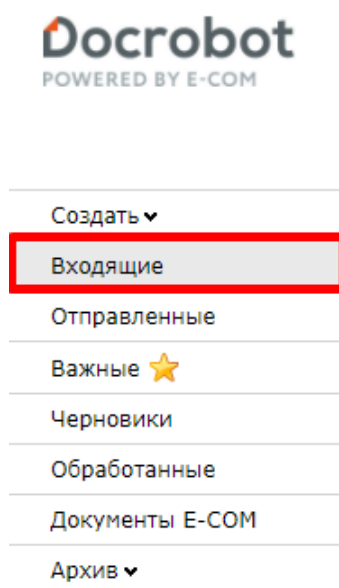 Docrobot
POWERED BY E-COM
Создать
Входящие
Отправленные
Важные
Черновики
Обработанные
Документы E-COM
Архив